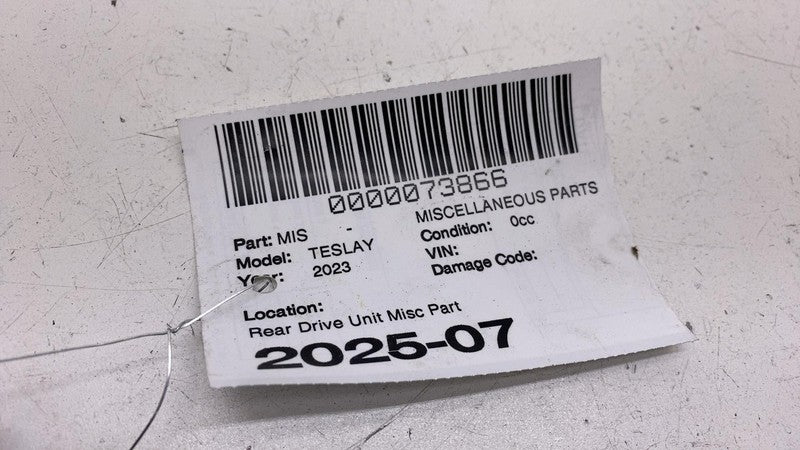 0000073866
Part: MIS - MISCELLANEOUS PARTS
Model: TESLAY Condition: 0cc
Year: 2023 VIN:
Damage Code:
Location:
Rear Drive Unit Misc Part
2025-07